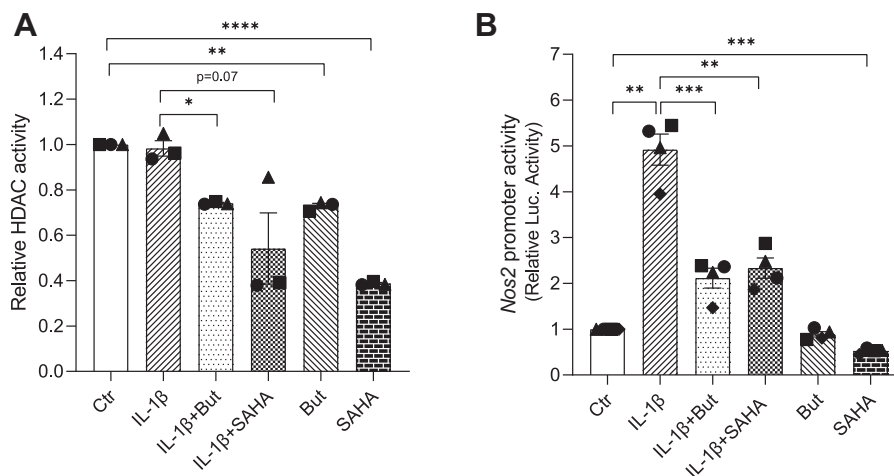 A
Relative HDAC activity
1.4
1.2
1.0
0.8
0.6
0.4
0.2
0.0
****
**
p=0.07
*
Ctr
IL-1β
IL-1β+But
IL-1β+SAHA
But
SAHA
B
Nos2 promoter activity
(Relative Luc. Activity)
7
6
5
4
3
2
1
0
***
**
** ***
Ctr
IL-1β
IL-1β+But
IL-1β+SAHA
But
SAHA